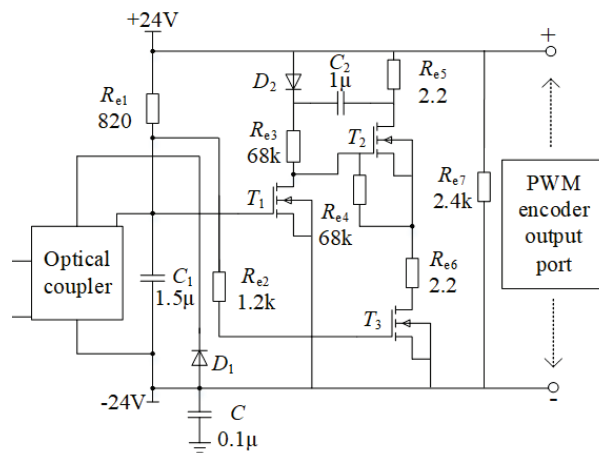 +24V
+
C₂
1μ
Rₑ₅
2.2
D₂
Rₑ₁
820
Rₑ₃
68k
T₂
T₁
Rₑ₄
68k
Rₑ₇
2.4k
PWM
encoder
output
port
Optical
coupler
C₁
1.5μ
Rₑ₂
1.2k
Rₑ₆
2.2
T₃
D₁
-24V
-
C
0.1μ